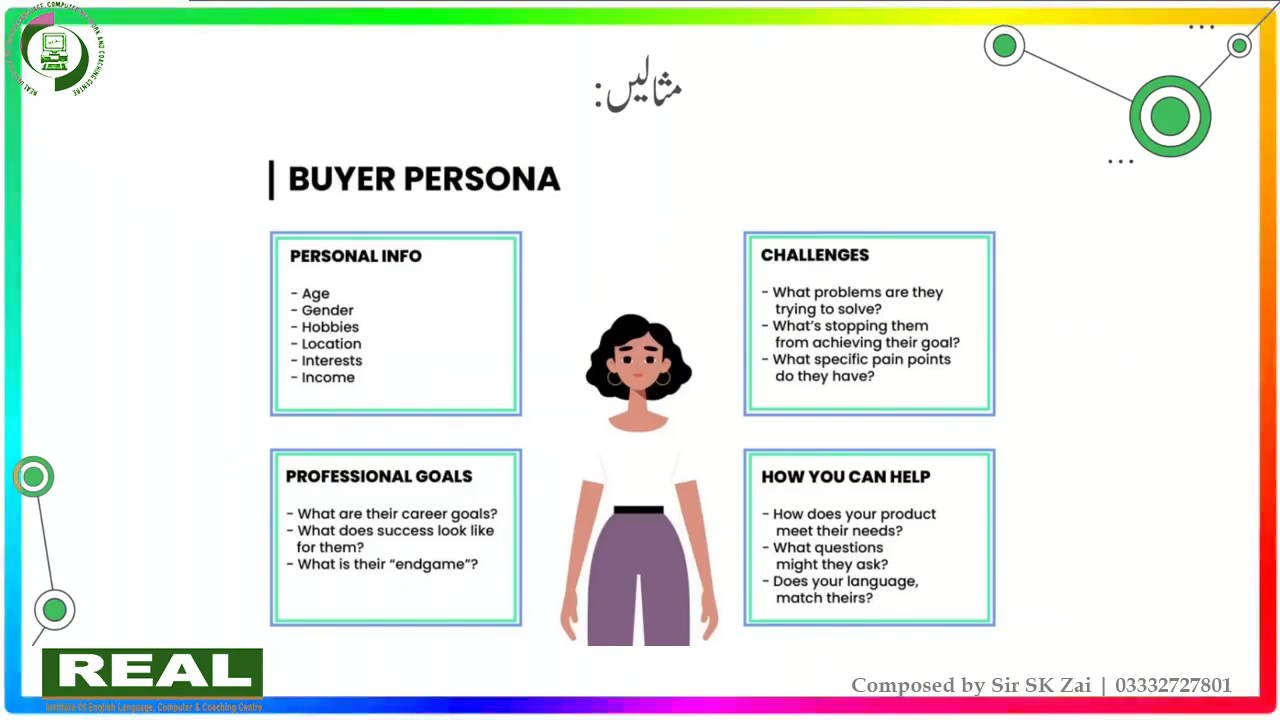 مثالیں:
BUYER PERSONA
PERSONAL INFO
- Age
- Gender
- Hobbies
- Location
- Interests
- Income
CHALLENGES
- What problems are they
trying to solve?
- What's stopping them
from achieving their goal?
- What specific pain points
do they have?
PROFESSIONAL GOALS
- What are their career goals?
- What does success look like
for them?
- What is their “endgame”?
HOW YOU CAN HELP
- How does your product
meet their needs?
- What questions
might they ask?
- Does your language,
match theirs?
REAL
Institute Of English Language, Computer & Coaching Centre
Composed by Sir SK Zai | 03332727801